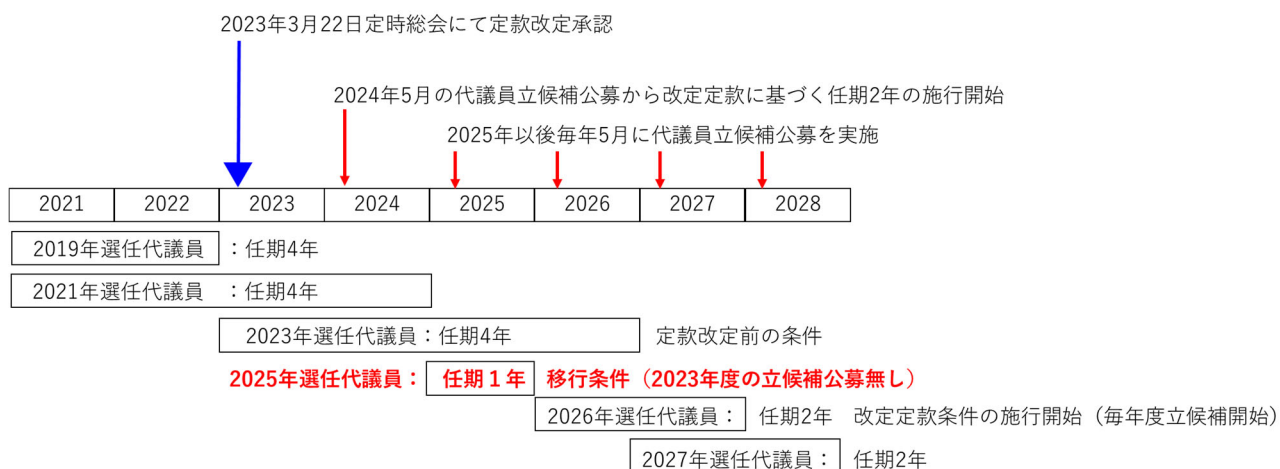 2023年3月22日定時総会にて定款改定承認
2024年5月の代議員立候補公募から改定定款に基づく任期2年の施行開始
2025年以後毎年5月に代議員立候補公募を実施
2021 2022 2023 2024 2025 2026 2027 2028
2019年選任代議員 ：任期4年
2021年選任代議員 ：任期4年
2023年選任代議員：任期4年 定款改定前の条件
2025年選任代議員： 任期１年 移行条件（2023年度の立候補公募無し）
2026年選任代議員： 任期2年 改定定款条件の施行開始（毎年度立候補開始）
2027年選任代議員： 任期2年